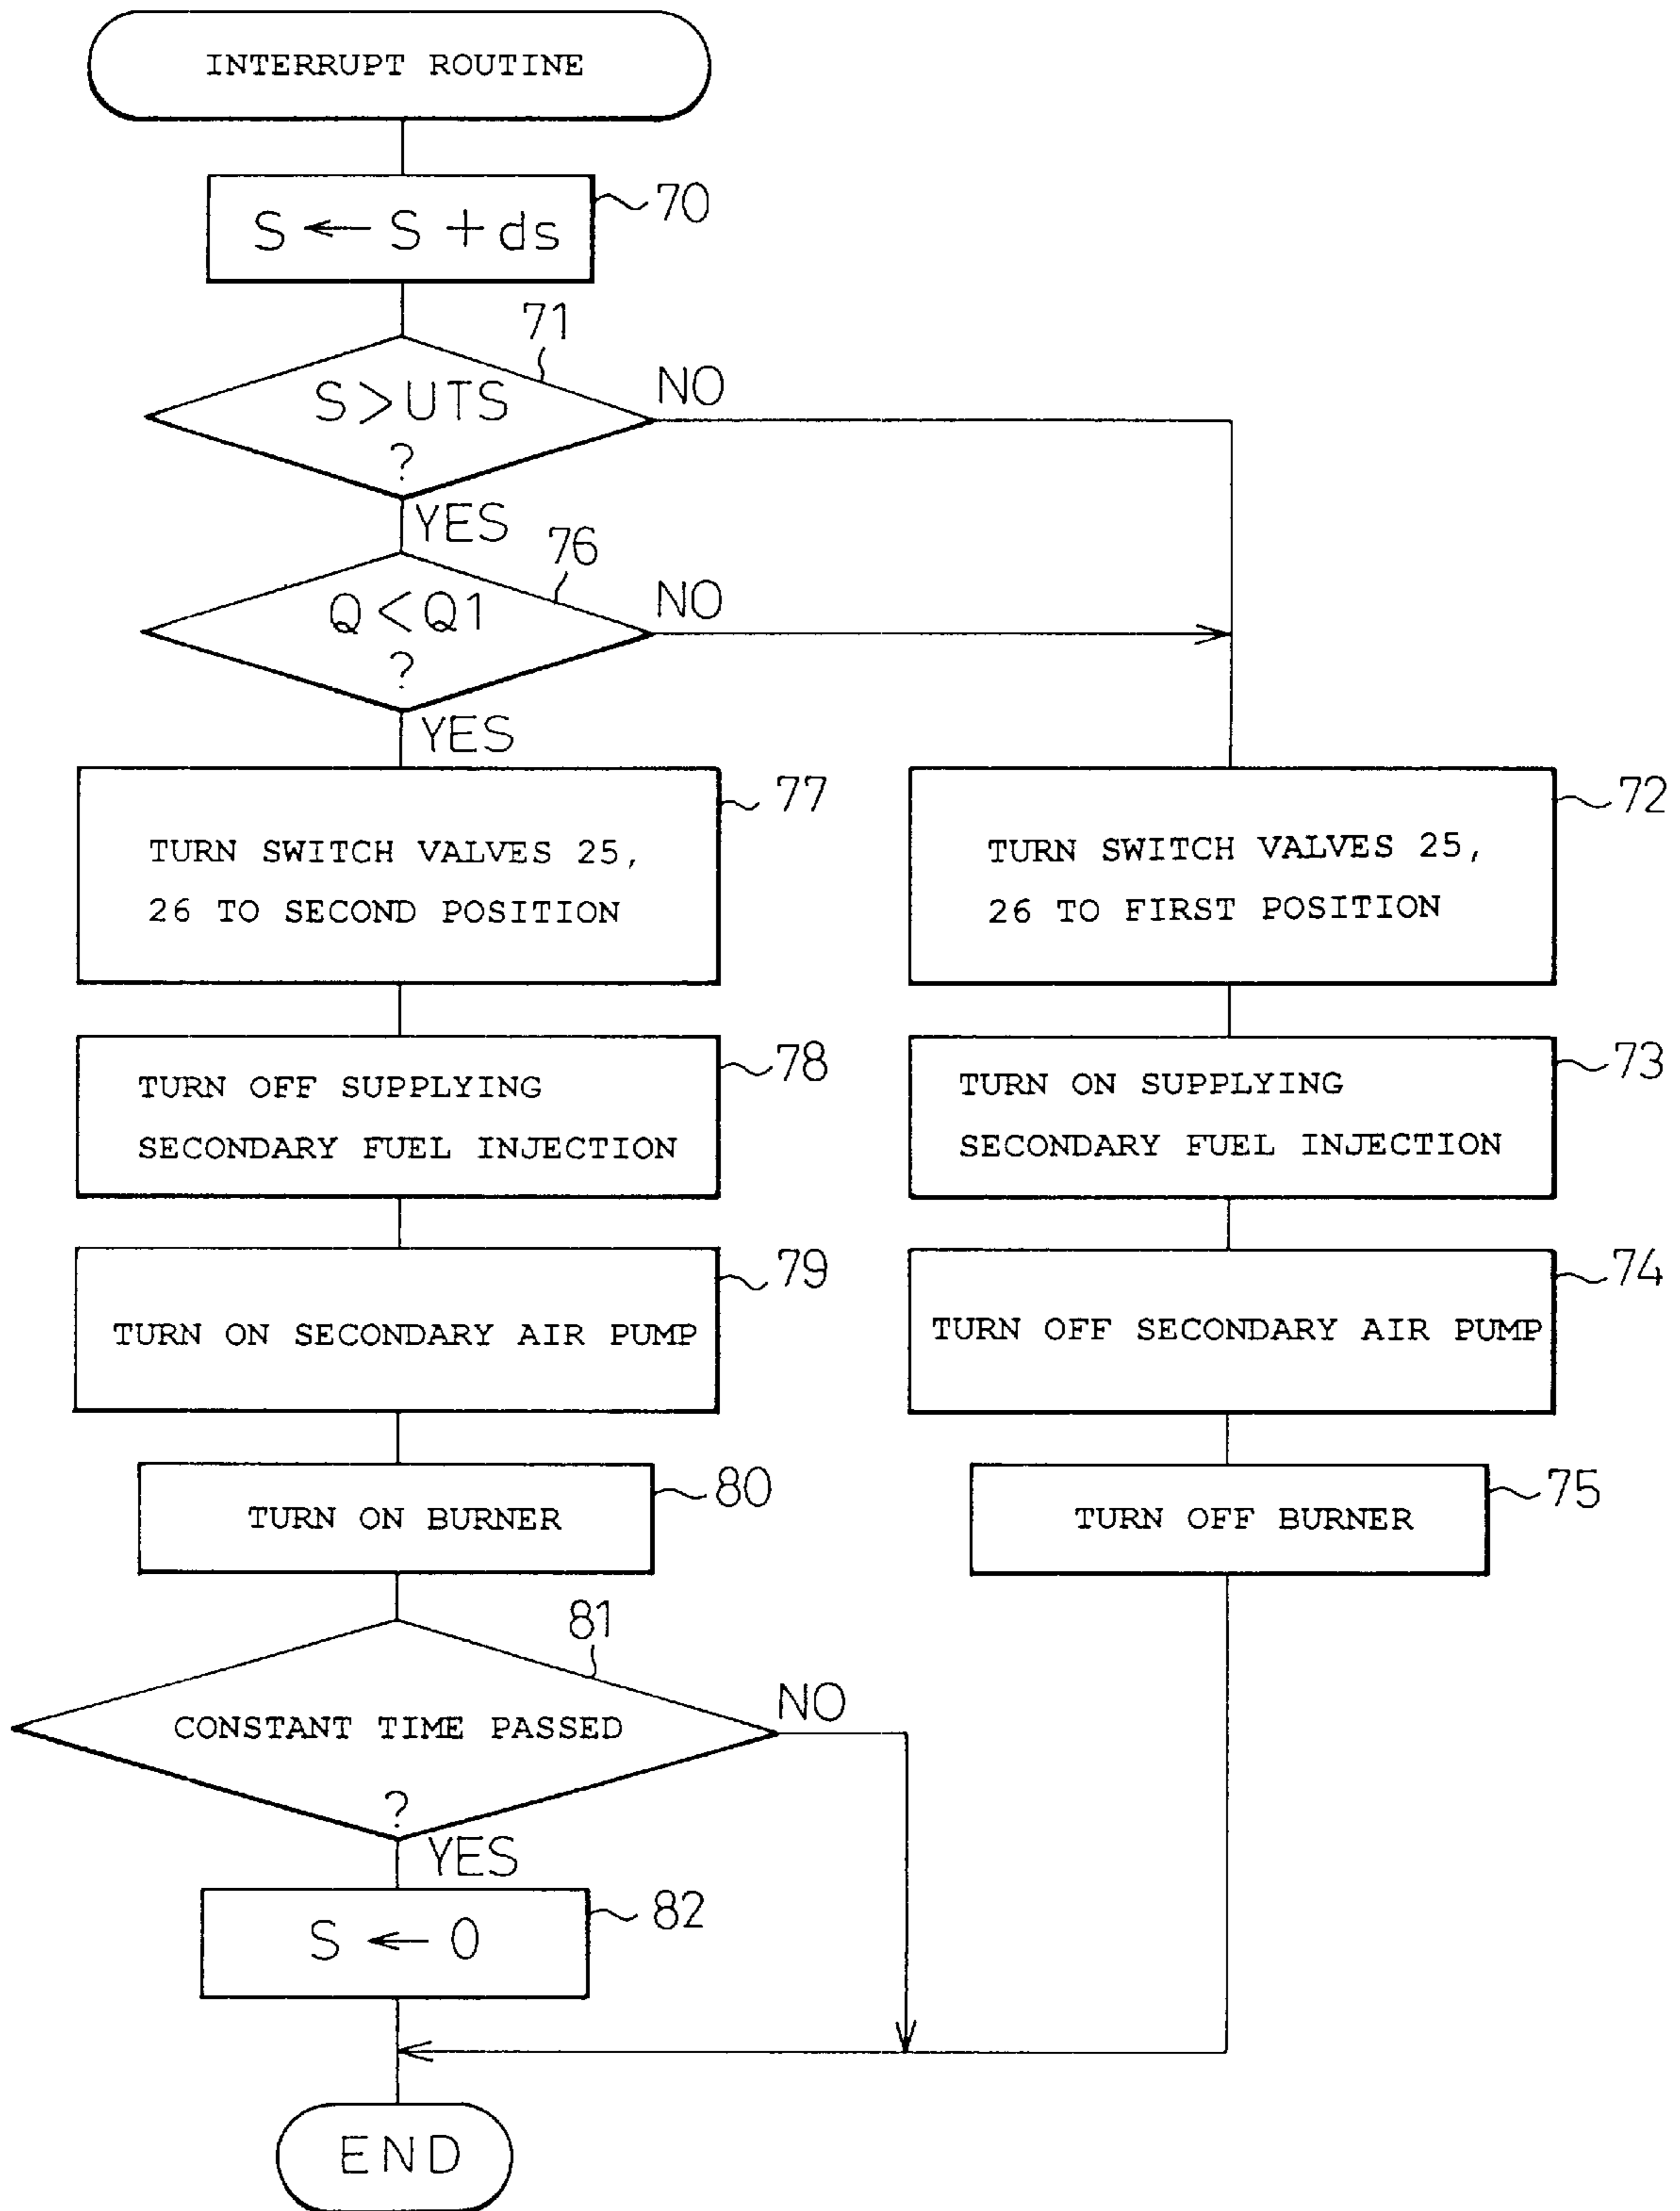 INTERRUPT ROUTINE
S ← S + ds
70
71
S > UTS
?
NO
YES
76
Q < Q1
?
NO
YES
77
TURN SWITCH VALVES 25,
26 TO SECOND POSITION
72
TURN SWITCH VALVES 25,
26 TO FIRST POSITION
78
TURN OFF SUPPLYING
SECONDARY FUEL INJECTION
73
TURN ON SUPPLYING
SECONDARY FUEL INJECTION
79
TURN ON SECONDARY AIR PUMP
74
TURN OFF SECONDARY AIR PUMP
80
TURN ON BURNER
75
TURN OFF BURNER
81
CONSTANT TIME PASSED
?
NO
YES
82
S ← 0
END